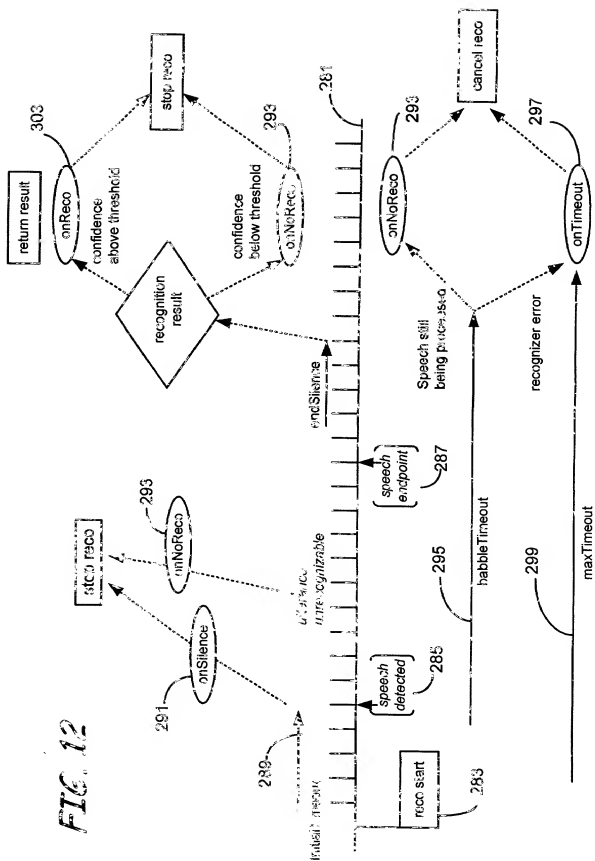 FIG. 12
return result
303
onReco
confidence
above threshold
stop reco
recognition
result
confidence
below threshold
293
onNoReco
stop reco
293
onNoReco
onSilence
291
289
utterance
unrecognizable
endSilence
281
reco start
283
speech
detected
285
speech
endpoint
287
295
babbleTimeout
Speech still
being processed
onNoReco
293
cancel reco
recognizer error
onTimeout
297
299
maxTimeout